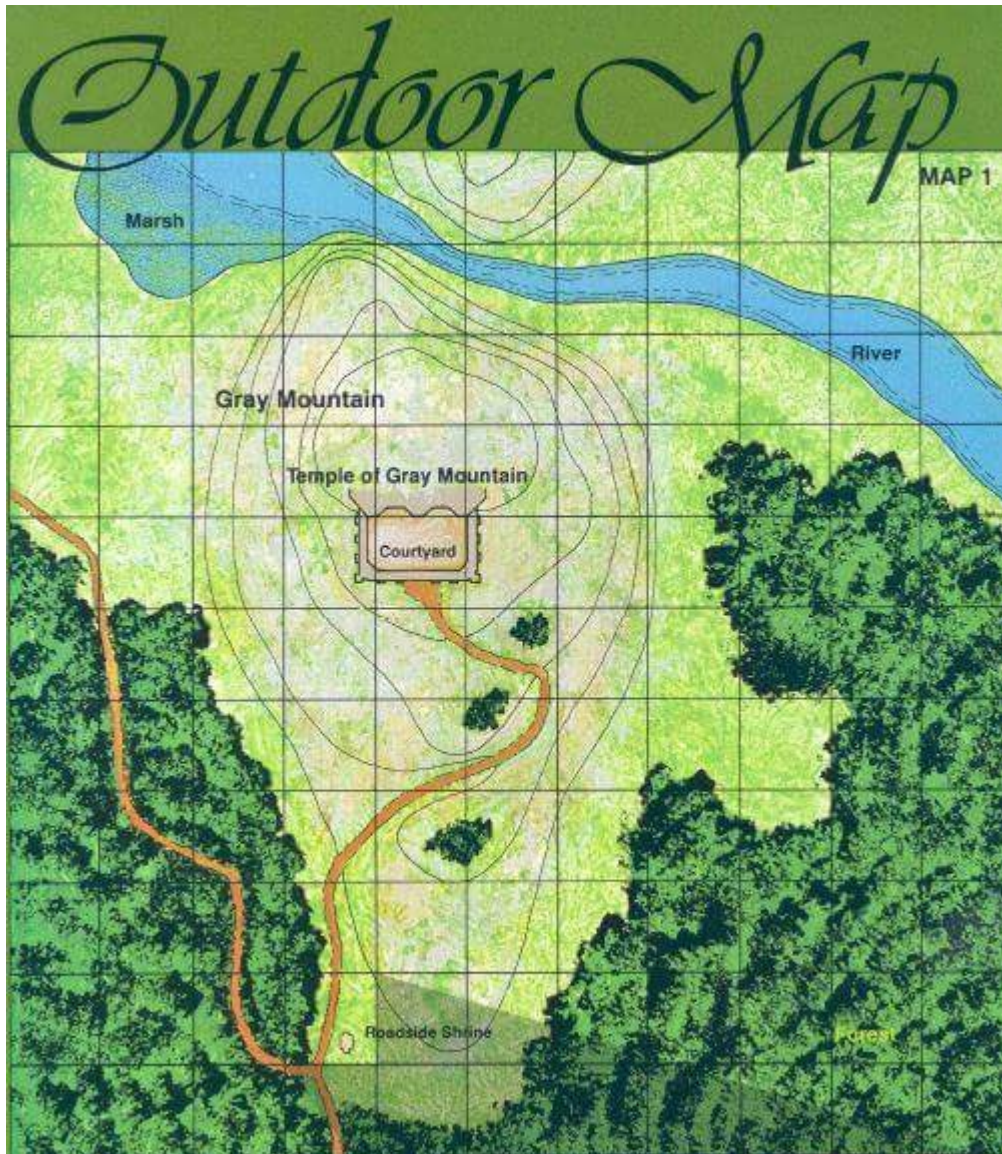 Outdoor Map
MAP 1
Marsh
River
Gray Mountain
Temple of Gray Mountain
Courtyard
Roadside Shrine
Forest